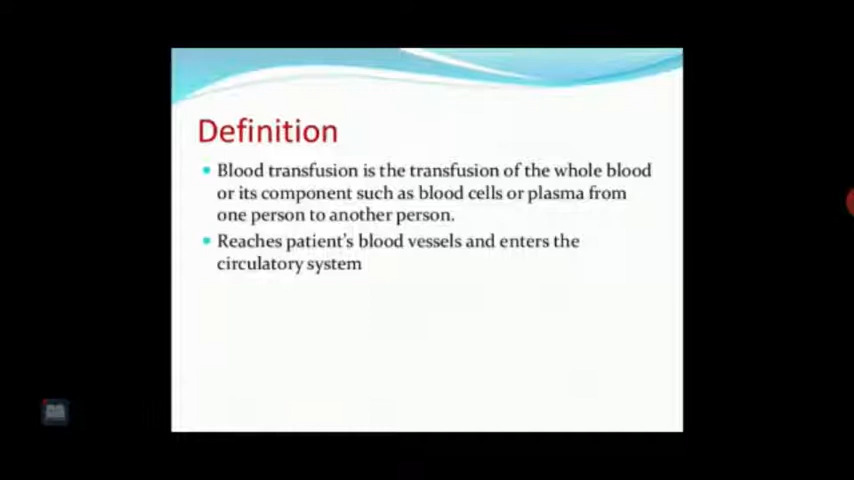 Definition
• Blood transfusion is the transfusion of the whole blood
or its component such as blood cells or plasma from
one person to another person.
• Reaches patient's blood vessels and enters the
circulatory system